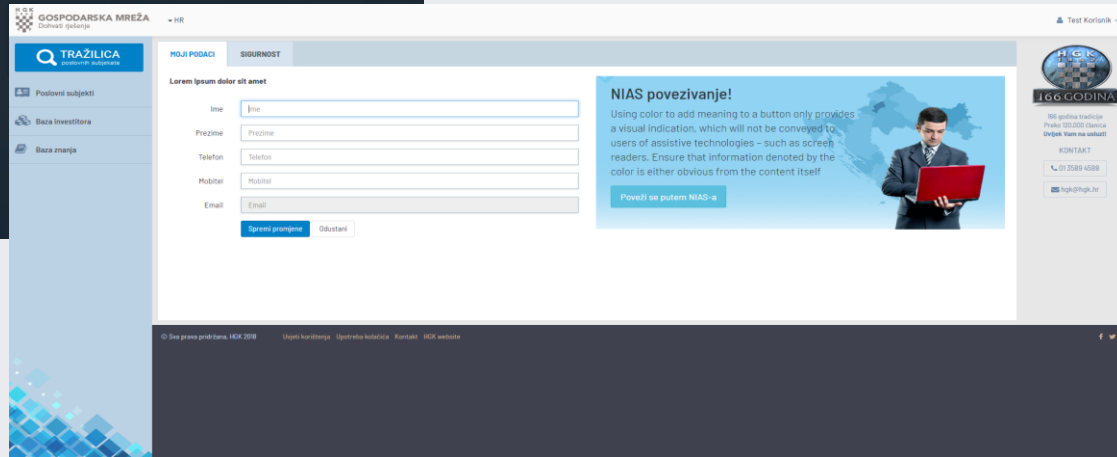 HGK
GOSPODARSKA MREŽA
Dohvati rješenje
HR
Test Korisnik
TRAŽILICA
poslovnih subjekata
Poslovni subjekti
Baza investitora
Baza znanja
MOJI PODACI
SIGURNOST
Lorem Ipsum dolor sit amet
Ime
Ime
Prezime
Prezime
Telefon
Telefon
Mobitel
Mobitel
Email
Email
Spremi promjene
Odustani
NIAS povezivanje!
Using color to add meaning to a button only provides
a visual indication, which will not be conveyed to
users of assistive technologies – such as screen
readers. Ensure that information denoted by the
color is either obvious from the content itself
Poveži se putem NIAS-a
HGK
166 GODINA
166 godina tradicije
Preko 120.000 članica
Uvijek Vam na usluzi!
KONTAKT
01 3589 4588
hgk@hgk.hr
© Sva prava pridržana, HGK 2018
Uvjeti korištenja
Upotreba kolačića
Kontakt
HGK website